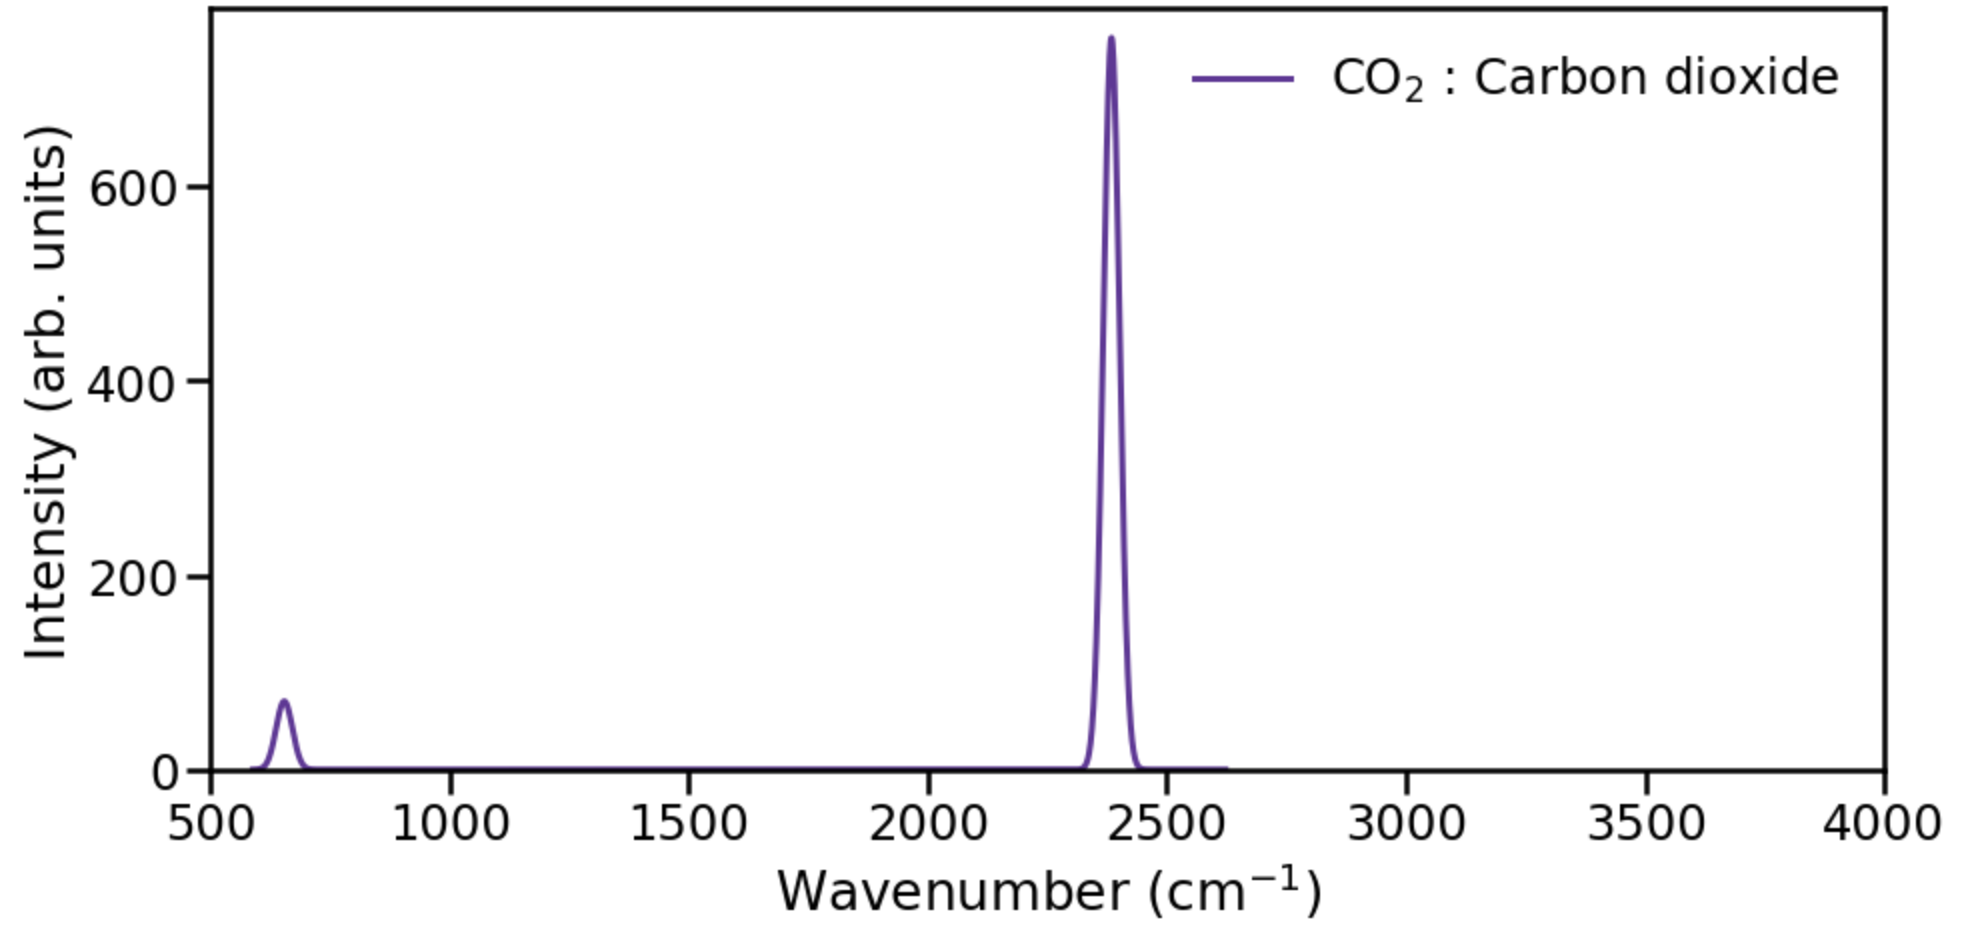 CO₂ : Carbon dioxide
Intensity (arb. units)
600
400
200
0
500 1000 1500 2000 2500 3000 3500 4000
Wavenumber (cm⁻¹)